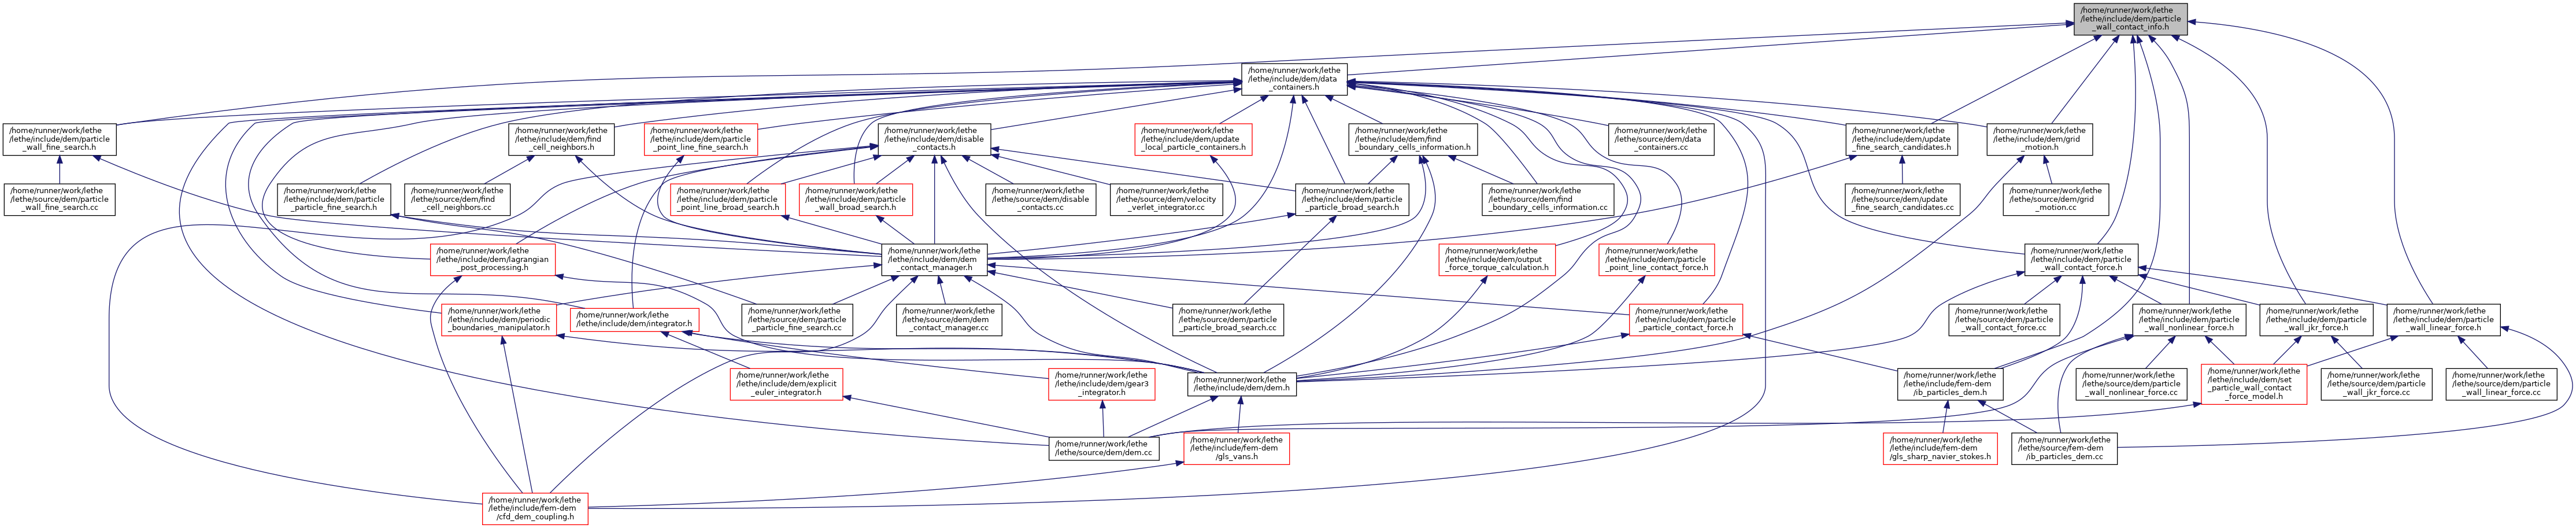 /home/runner/work/lethe
/lethe/include/dem/particle
_wall_contact_info.h
/home/runner/work/lethe
/lethe/include/dem/data
_containers.h
/home/runner/work/lethe
/lethe/include/dem/particle
_wall_fine_search.h
/home/runner/work/lethe
/lethe/include/dem/find
_cell_neighbors.h
/home/runner/work/lethe
/lethe/include/dem/particle
_point_line_fine_search.h
/home/runner/work/lethe
/lethe/include/dem/disable
_contacts.h
/home/runner/work/lethe
/lethe/include/dem/update
_local_particle_containers.h
/home/runner/work/lethe
/lethe/include/dem/find
_boundary_cells_information.h
/home/runner/work/lethe
/lethe/source/dem/data
_containers.cc
/home/runner/work/lethe
/lethe/include/dem/update
_fine_search_candidates.h
/home/runner/work/lethe
/lethe/include/dem/grid
_motion.h
/home/runner/work/lethe
/lethe/source/dem/particle
_wall_fine_search.cc
/home/runner/work/lethe
/lethe/include/dem/particle
_particle_fine_search.h
/home/runner/work/lethe
/lethe/source/dem/find
_cell_neighbors.cc
/home/runner/work/lethe
/lethe/include/dem/particle
_point_line_broad_search.h
/home/runner/work/lethe
/lethe/include/dem/particle
_wall_broad_search.h
/home/runner/work/lethe
/lethe/source/dem/disable
_contacts.cc
/home/runner/work/lethe
/lethe/source/dem/velocity
_verlet_integrator.cc
/home/runner/work/lethe
/lethe/include/dem/particle
_particle_broad_search.h
/home/runner/work/lethe
/lethe/source/dem/find
_boundary_cells_information.cc
/home/runner/work/lethe
/lethe/source/dem/update
_fine_search_candidates.cc
/home/runner/work/lethe
/lethe/source/dem/grid
_motion.cc
/home/runner/work/lethe
/lethe/include/dem/lagrangian
_post_processing.h
/home/runner/work/lethe
/lethe/include/dem/dem
_contact_manager.h
/home/runner/work/lethe
/lethe/include/dem/output
_force_torque_calculation.h
/home/runner/work/lethe
/lethe/include/dem/particle
_point_line_contact_force.h
/home/runner/work/lethe
/lethe/include/dem/particle
_wall_contact_force.h
/home/runner/work/lethe
/lethe/include/dem/periodic
_boundaries_manipulator.h
/home/runner/work/lethe
/lethe/include/dem/integrator.h
/home/runner/work/lethe
/lethe/source/dem/particle
_particle_fine_search.cc
/home/runner/work/lethe
/lethe/source/dem/dem
_contact_manager.cc
/home/runner/work/lethe
/lethe/source/dem/particle
_particle_broad_search.cc
/home/runner/work/lethe
/lethe/include/dem/particle
_particle_contact_force.h
/home/runner/work/lethe
/lethe/source/dem/particle
_wall_contact_force.cc
/home/runner/work/lethe
/lethe/include/dem/particle
_wall_nonlinear_force.h
/home/runner/work/lethe
/lethe/include/dem/particle
_wall_jkr_force.h
/home/runner/work/lethe
/lethe/include/dem/particle
_wall_linear_force.h
/home/runner/work/lethe
/lethe/include/dem/explicit
_euler_integrator.h
/home/runner/work/lethe
/lethe/include/dem/gear3
_integrator.h
/home/runner/work/lethe
/lethe/include/dem/dem.h
/home/runner/work/lethe
/lethe/include/fem-dem
/ib_particles_dem.h
/home/runner/work/lethe
/lethe/source/dem/particle
_wall_nonlinear_force.cc
/home/runner/work/lethe
/lethe/include/dem/set
_particle_wall_contact
_force_model.h
/home/runner/work/lethe
/lethe/source/dem/particle
_wall_jkr_force.cc
/home/runner/work/lethe
/lethe/source/dem/particle
_wall_linear_force.cc
/home/runner/work/lethe
/lethe/source/dem/dem.cc
/home/runner/work/lethe
/lethe/include/fem-dem
/gls_vans.h
/home/runner/work/lethe
/lethe/include/fem-dem
/gls_sharp_navier_stokes.h
/home/runner/work/lethe
/lethe/source/fem-dem
/ib_particles_dem.cc
/home/runner/work/lethe
/lethe/include/fem-dem
/cfd_dem_coupling.h